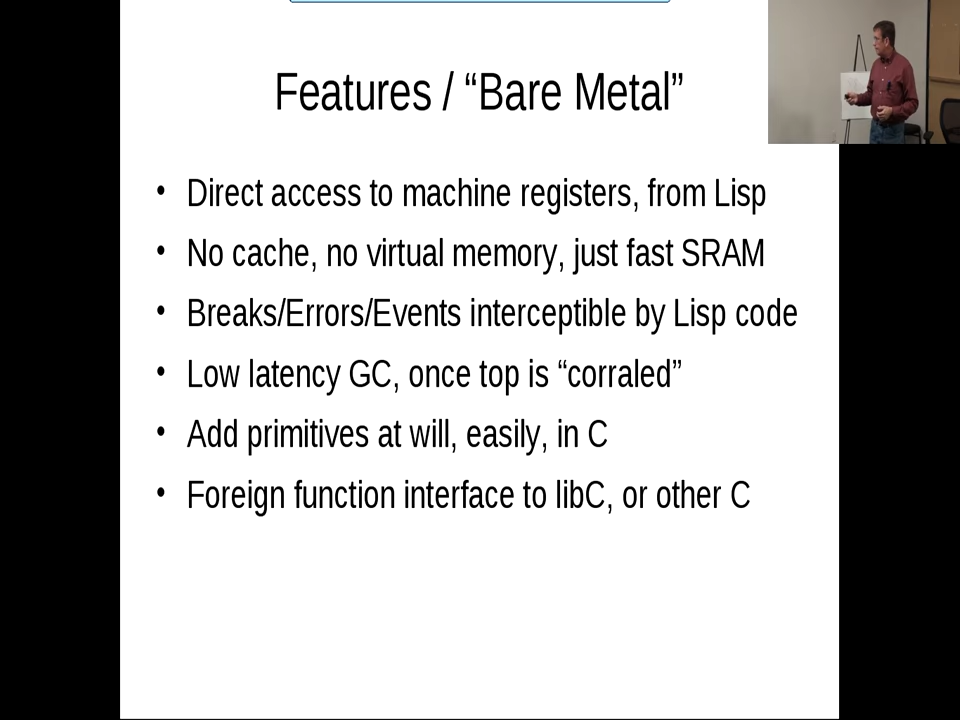 Features / “Bare Metal”
• Direct access to machine registers, from Lisp
• No cache, no virtual memory, just fast SRAM
• Breaks/Errors/Events interceptible by Lisp code
• Low latency GC, once top is “corraled”
• Add primitives at will, easily, in C
• Foreign function interface to libC, or other C